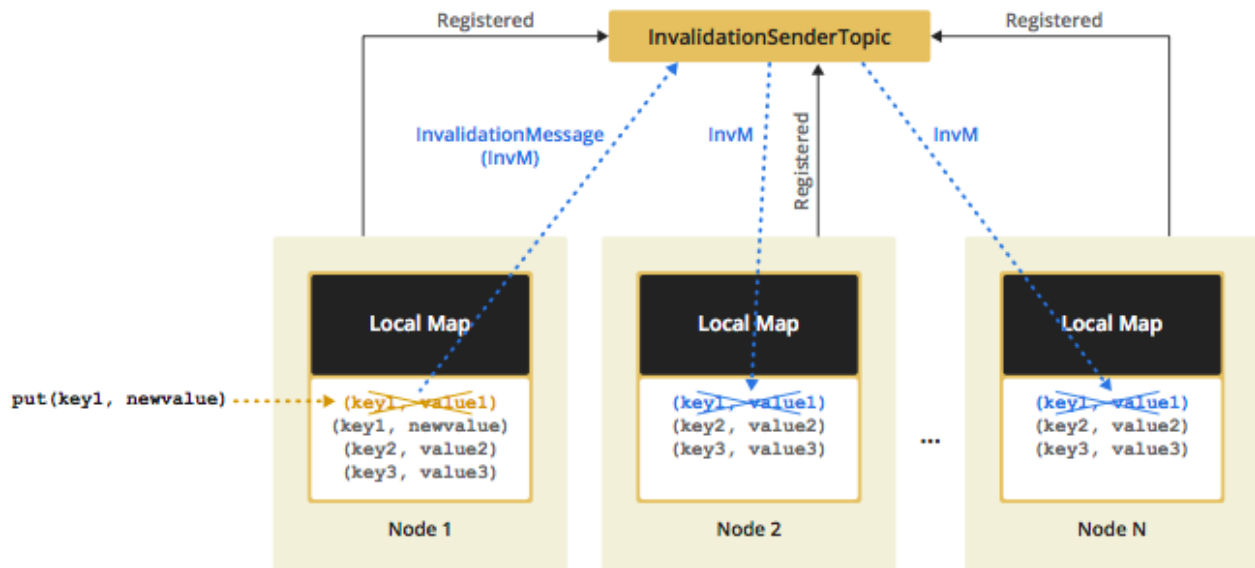 Registered
InvalidationSenderTopic
Registered
InvalidationMessage
(InvM)
InvM
Registered
InvM
Local Map
Local Map
Local Map
put(key1, newvalue)
(key1, value1)
(key1, newvalue)
(key2, value2)
(key3, value3)
(key1, value1)
(key2, value2)
(key3, value3)
...
(key1, value1)
(key2, value2)
(key3, value3)
Node 1
Node 2
Node N